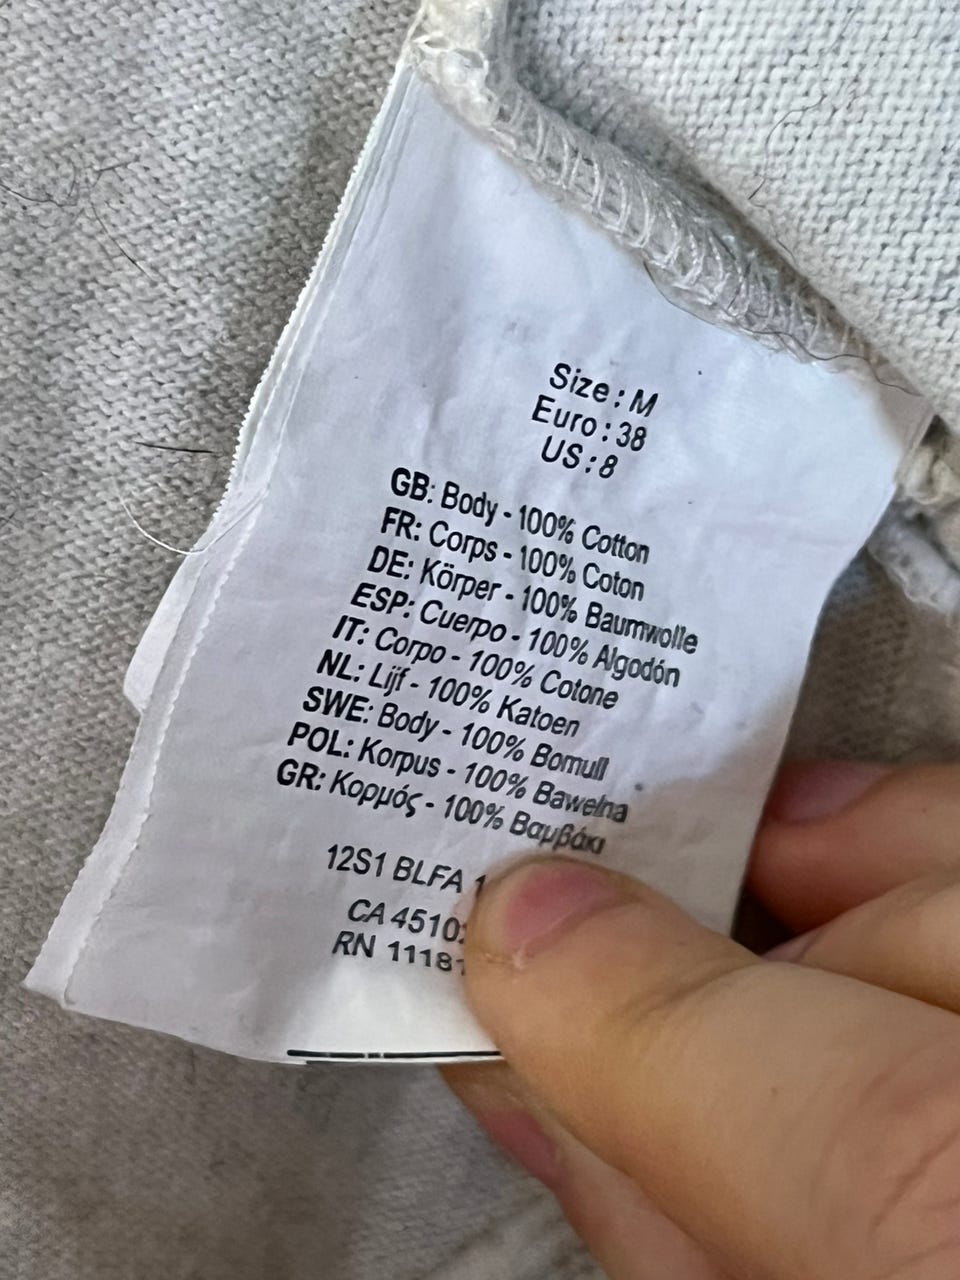 Size : M
Euro : 38
US : 8
GB: Body - 100% Cotton
FR: Corps - 100% Coton
DE: Körper - 100% Baumwolle
ESP: Cuerpo - 100% Algodón
IT: Corpo - 100% Cotone
NL: Lijf - 100% Katoen
SWE: Body - 100% Bomull
POL: Korpus - 100% Bawełna
GR: Κορμός - 100% Βαμβάκι
12S1 BLFA
CA
RN